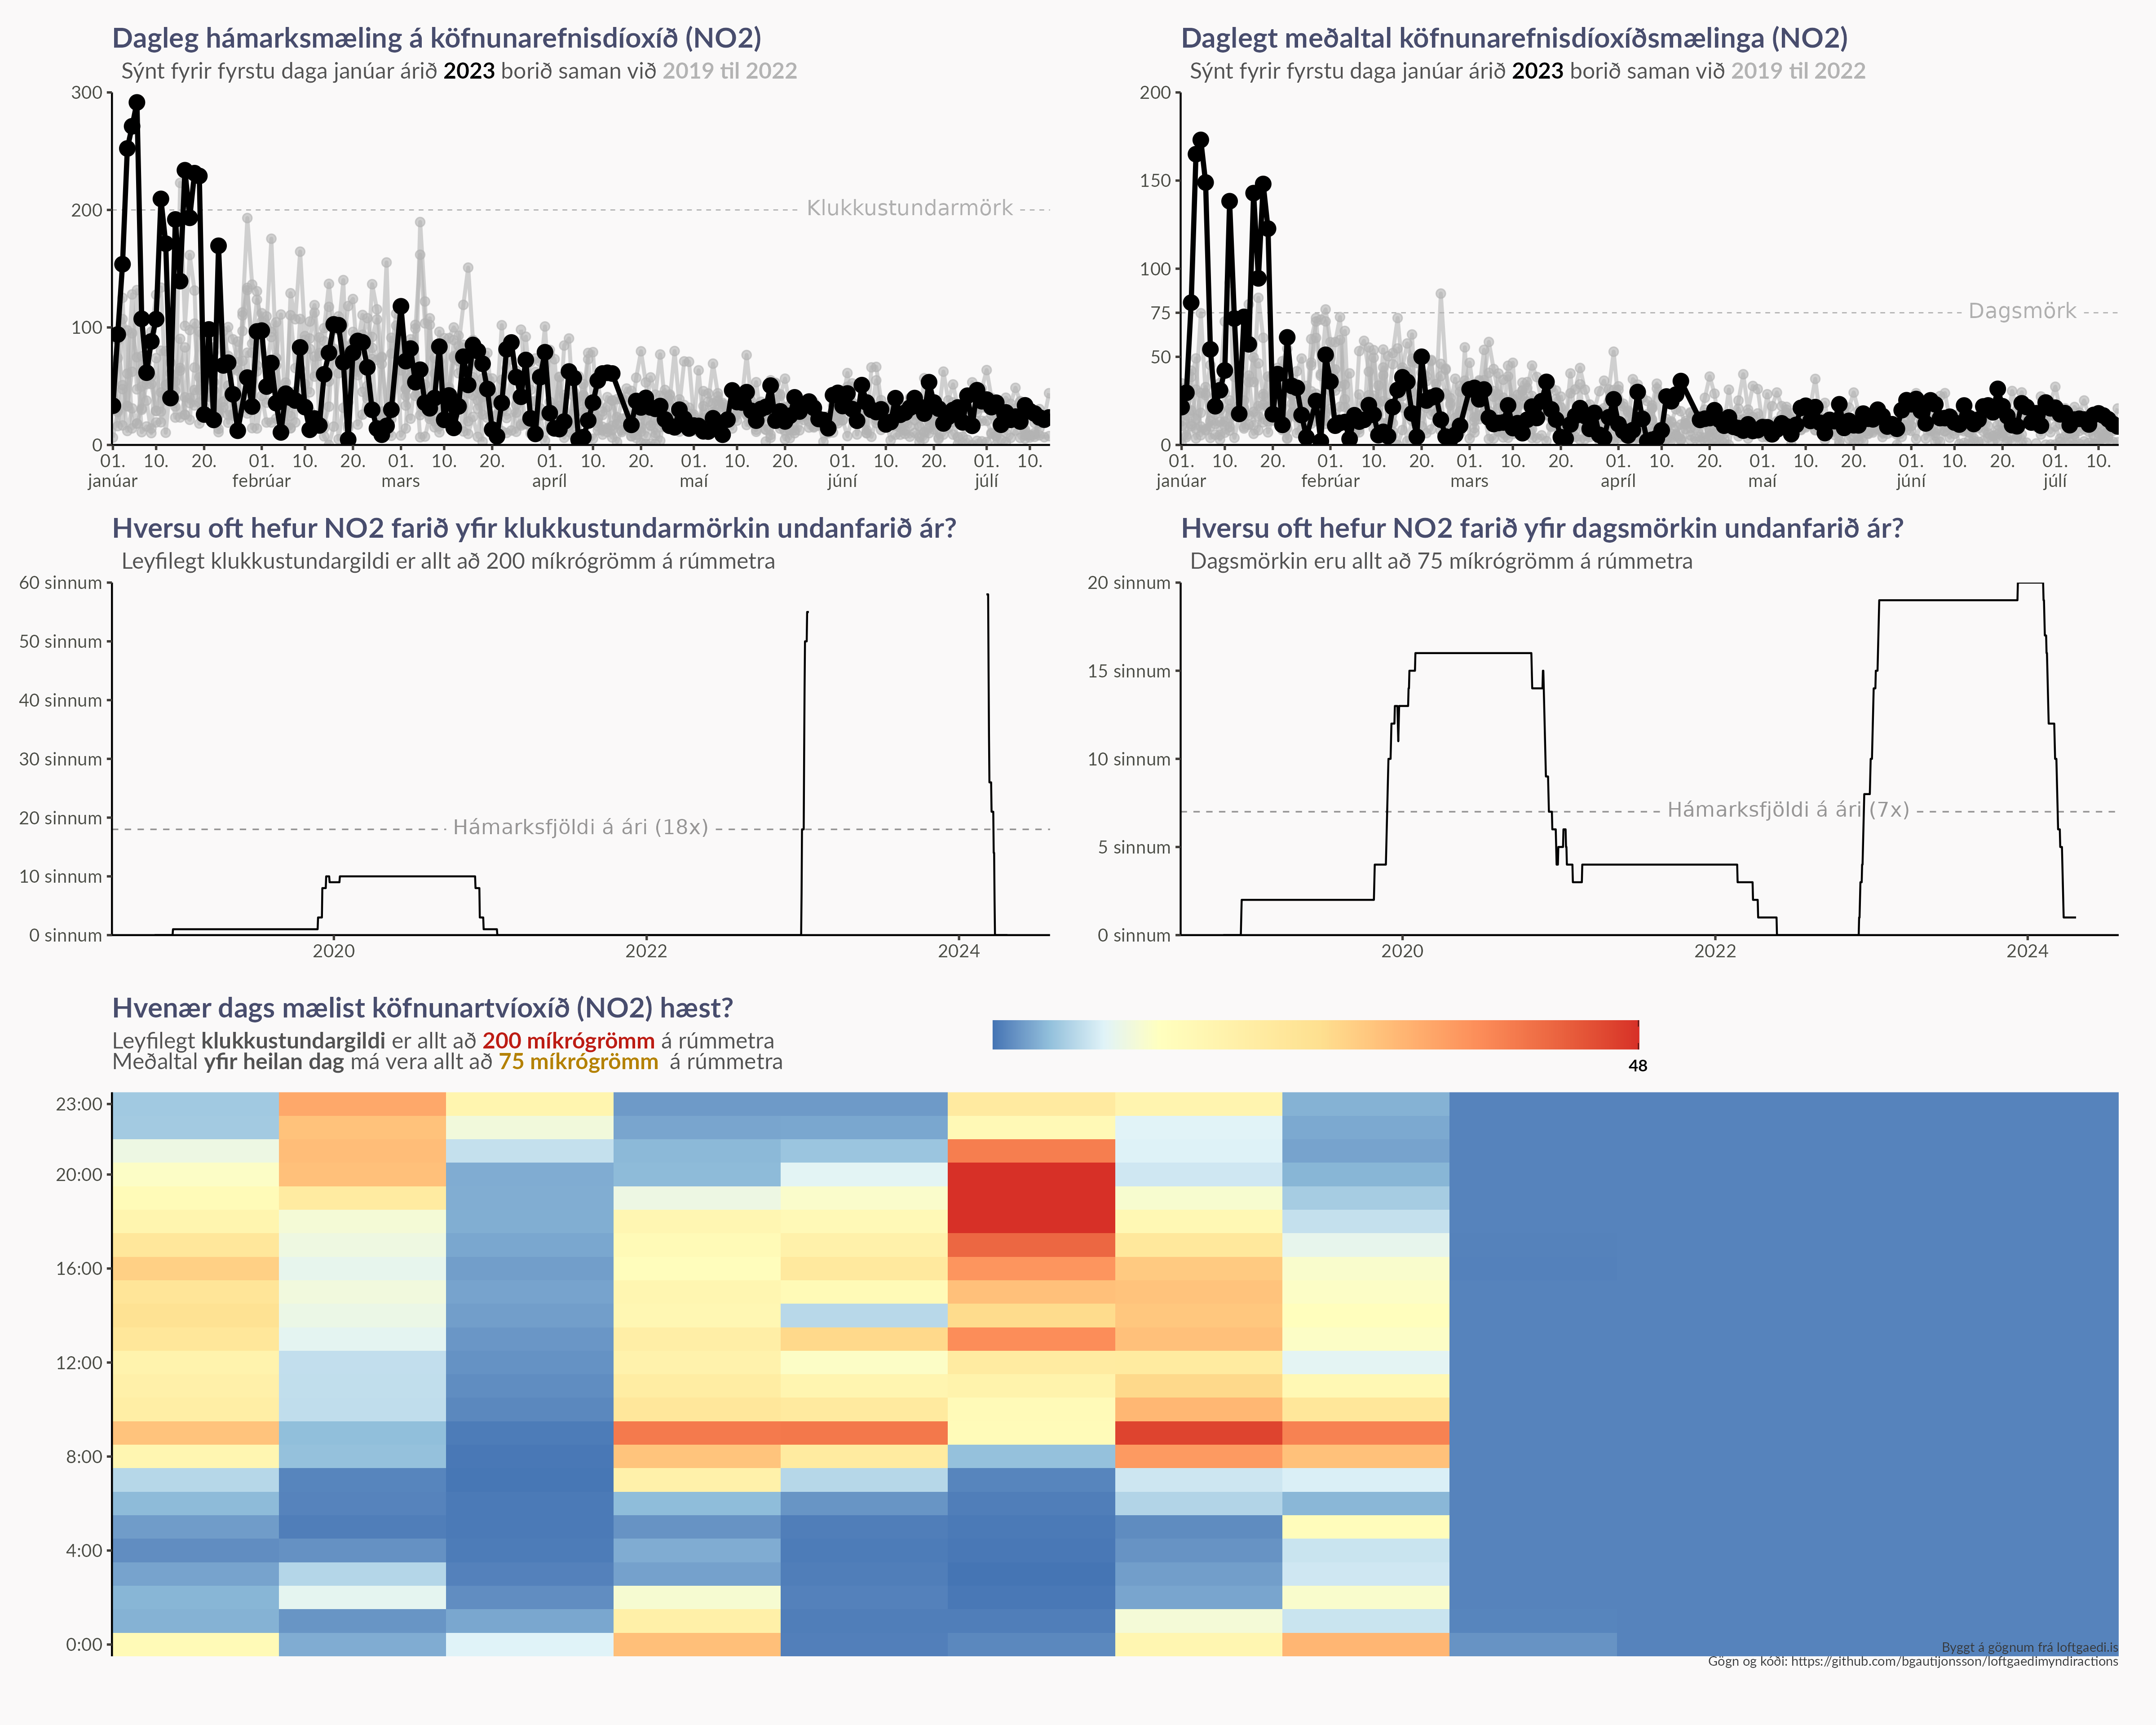 Dagleg hámarksmæling á köfnunarefnisdíoxíð (NO2)
Sýnt fyrir fyrstu daga janúar árið 2023 borið saman við 2019 til 2022
300
200
100
0
Klukkustundarmörk
01. 10. 20. 01. 10. 20. 01. 10. 20. 01. 10. 20. 01. 10. 20. 01. 10. 20. 01. 10.
janúar febrúar mars apríl maí júní júlí
Daglegt meðaltal köfnunarefnisdíoxíðsmælinga (NO2)
Sýnt fyrir fyrstu daga janúar árið 2023 borið saman við 2019 til 2022
200
150
100
75
50
0
Dagsmörk
01. 10. 20. 01. 10. 20. 01. 10. 20. 01. 10. 20. 01. 10. 20. 01. 10. 20. 01. 10.
janúar febrúar mars apríl maí júní júlí
Hversu oft hefur NO2 farið yfir klukkustundarmörkin undanfarið ár?
Leyfilegt klukkustundargildi er allt að 200 míkrógrömm á rúmmetra
60 sinnum
50 sinnum
40 sinnum
30 sinnum
20 sinnum
10 sinnum
0 sinnum
Hámarksfjöldi á ári (18x)
2020 2022 2024
Hversu oft hefur NO2 farið yfir dagsmörkin undanfarið ár?
Dagsmörkin eru allt að 75 míkrógrömm á rúmmetra
20 sinnum
15 sinnum
10 sinnum
5 sinnum
0 sinnum
Hámarksfjöldi á ári (7x)
2020 2022 2024
Hvenær dags mælist köfnunartvíoxíð (NO2) hæst?
Leyfilegt klukkustundargildi er allt að 200 míkrógrömm á rúmmetra
Meðaltal yfir heilan dag má vera allt að 75 míkrógrömm á rúmmetra
48
23:00
20:00
16:00
12:00
8:00
4:00
0:00
Byggt á gögnum frá loftgaedi.is
Gögn og kóði: https://github.com/bgautijonsson/loftgaedimyndiractions